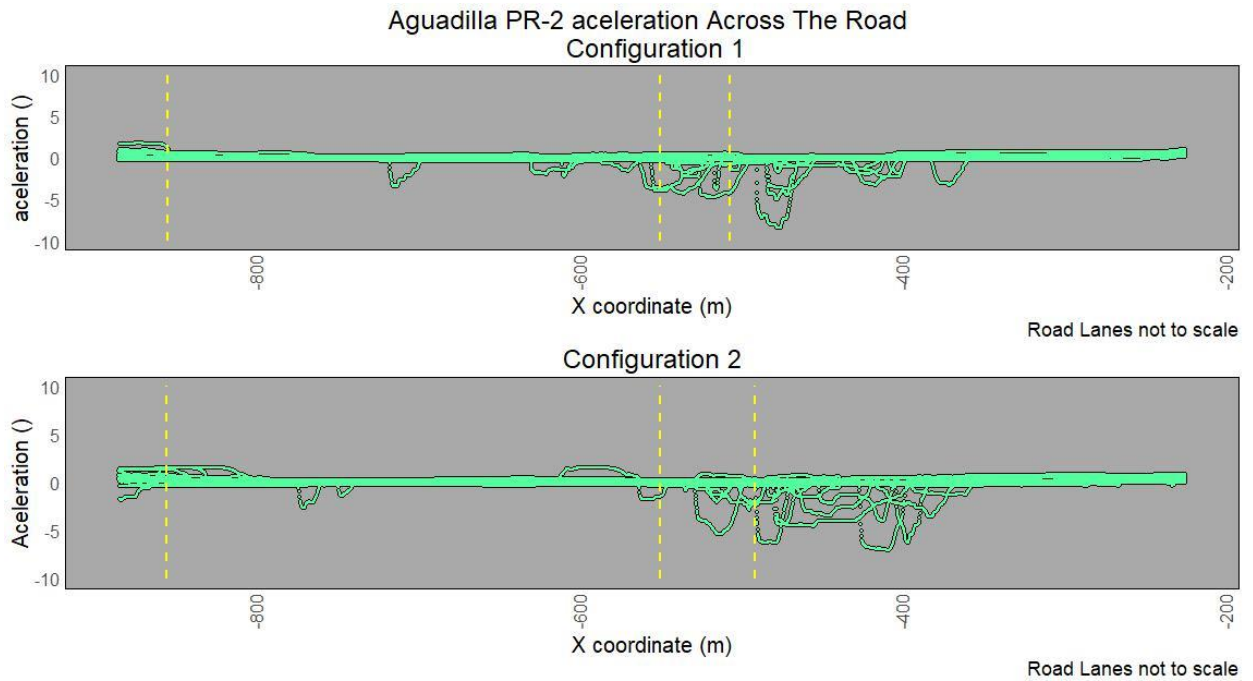 Aguadilla PR-2 aceleration Across The Road
Configuration 1
aceleration ()
10
5
0
-5
-10
-800
-600
-400
-200
X coordinate (m)
Road Lanes not to scale
Configuration 2
Aceleration ()
10
5
0
-5
-10
-800
-600
-400
-200
X coordinate (m)
Road Lanes not to scale